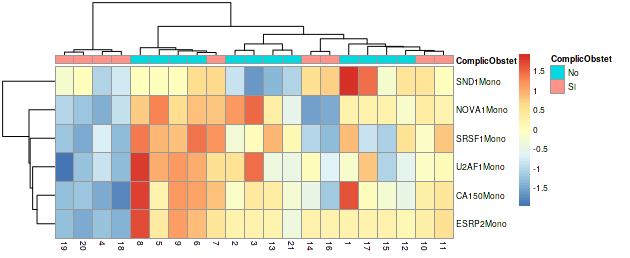 ComplicObstet
SND1Mono
NOVA1Mono
SRSF1Mono
U2AF1Mono
CA150Mono
ESRP2Mono
19 20 4 18 8 5 9 6 7 2 3 13 21 14 16 1 17 15 12 10 11
1.5
1
0.5
0
-0.5
-1
-1.5
ComplicObstet
No
SI